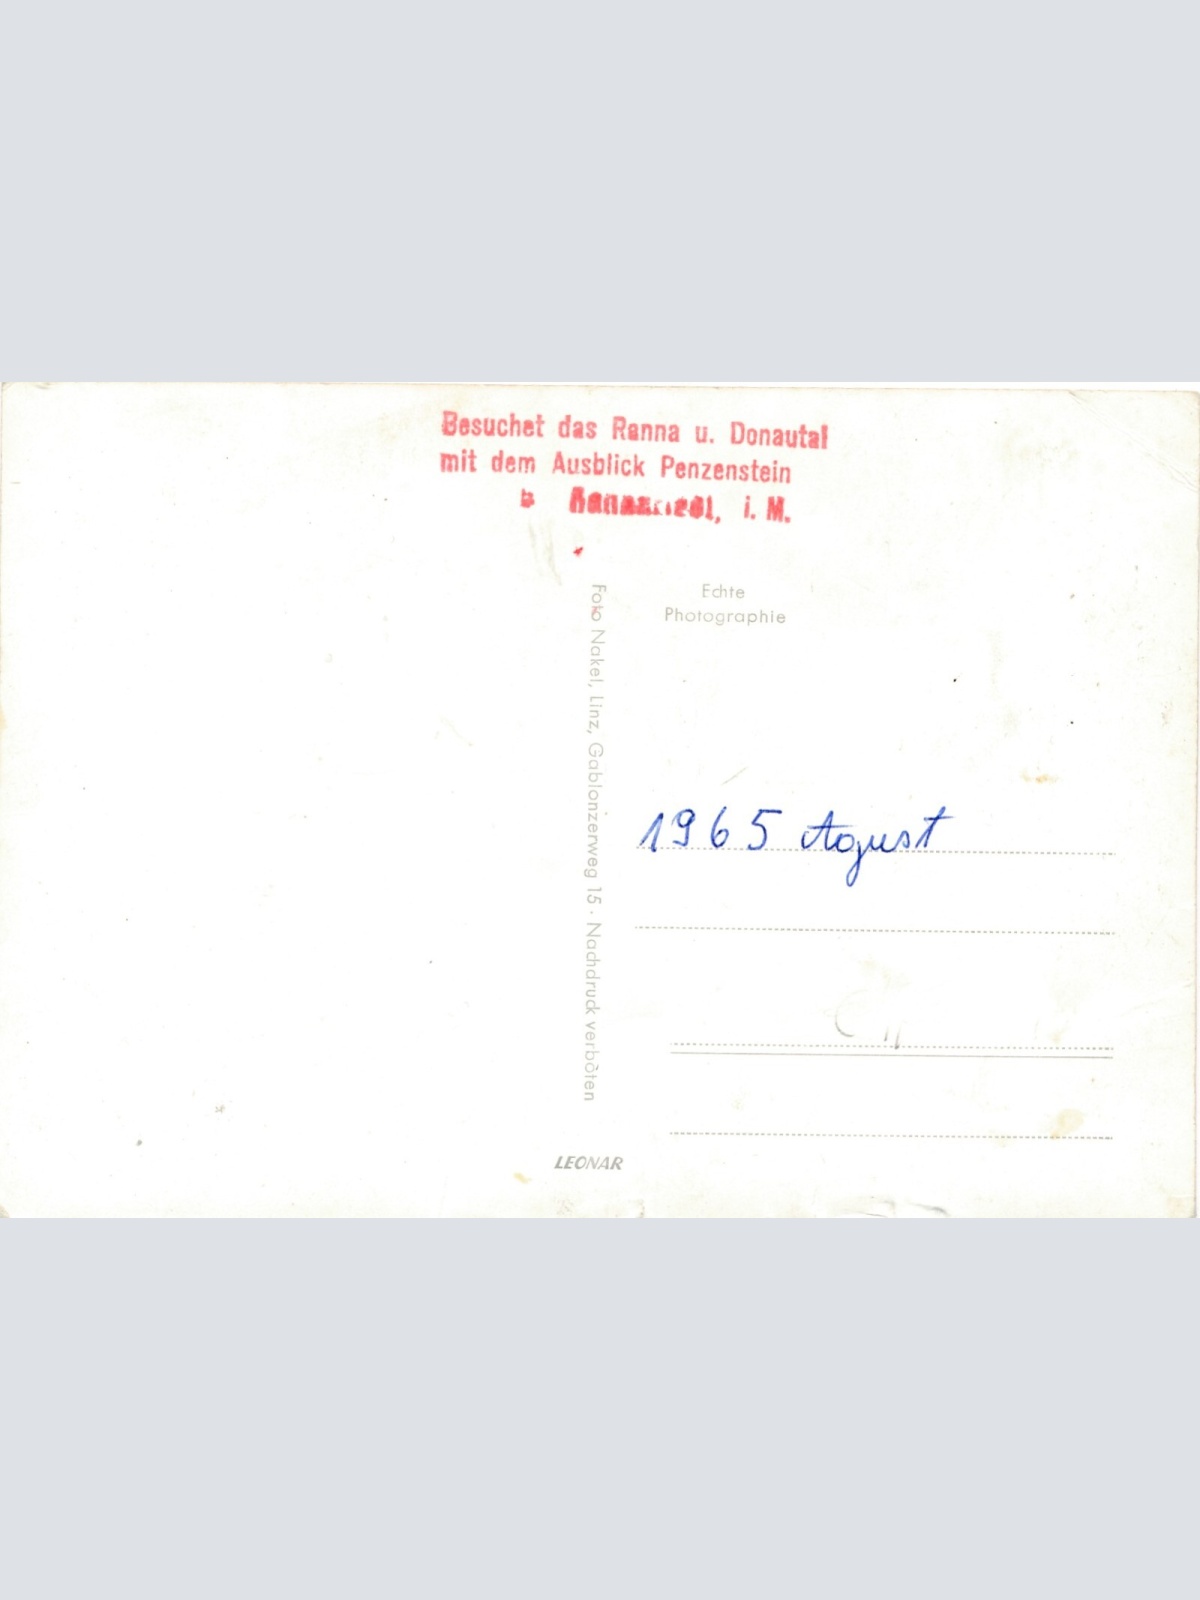 Besuchet das Ranna u. Donautal
mit dem Ausblick Penzenstein
i. M.
Echte
Photographie
Foto Nakel, Linz, Gablonzerweg 15 · Nachdruck verboten
1965 Agust
LEONAR